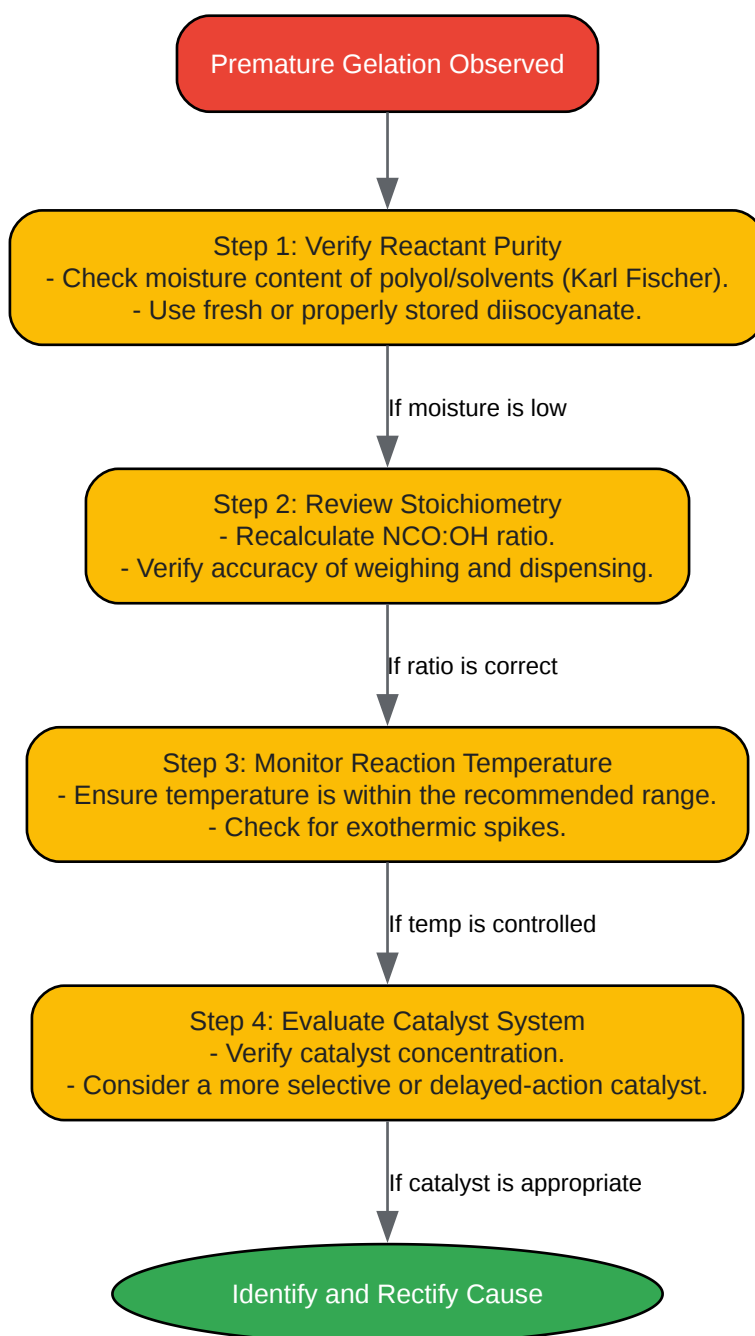 Premature Gelation Observed
Step 1: Verify Reactant Purity
- Check moisture content of polyol/solvents (Karl Fischer).
- Use fresh or properly stored diisocyanate.
If moisture is low
Step 2: Review Stoichiometry
- Recalculate NCO:OH ratio.
- Verify accuracy of weighing and dispensing.
If ratio is correct
Step 3: Monitor Reaction Temperature
- Ensure temperature is within the recommended range.
- Check for exothermic spikes.
If temp is controlled
Step 4: Evaluate Catalyst System
- Verify catalyst concentration.
- Consider a more selective or delayed-action catalyst.
If catalyst is appropriate
Identify and Rectify Cause